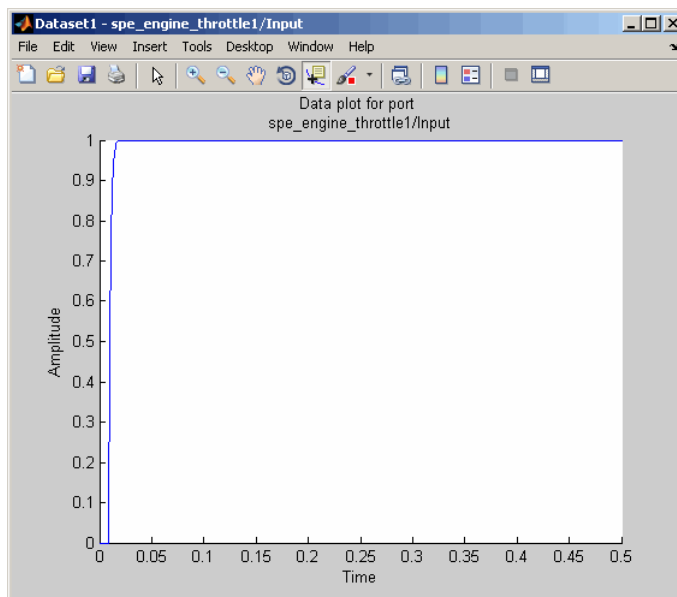 Dataset1 - spe_engine_throttle1/Input
File Edit View Insert Tools Desktop Window Help
Data plot for port
spe_engine_throttle1/Input
1
0.9
0.8
0.7
0.6
0.5
0.4
0.3
0.2
0.1
0
Amplitude
0 0.05 0.1 0.15 0.2 0.25 0.3 0.35 0.4 0.45 0.5
Time